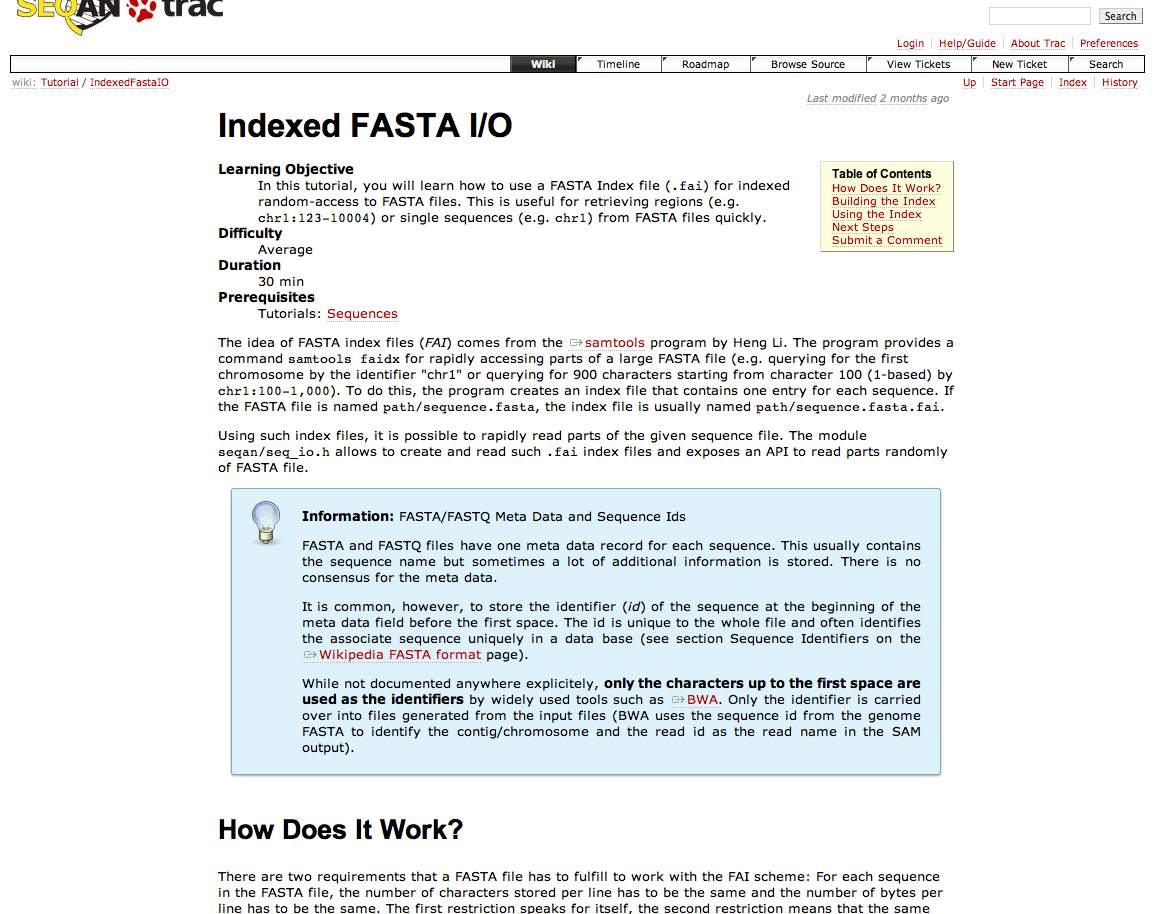 SEQAN trac
Search
Login Help/Guide About Trac Preferences
Wiki Timeline Roadmap Browse Source View Tickets New Ticket Search
wiki: Tutorial / IndexedFastaIO
Up Start Page Index History
Last modified 2 months ago
Indexed FASTA I/O
Learning Objective
In this tutorial, you will learn how to use a FASTA Index file (.fai) for indexed
random-access to FASTA files. This is useful for retrieving regions (e.g.
chr1:123-10004) or single sequences (e.g. chr1) from FASTA files quickly.
Difficulty
Average
Duration
30 min
Prerequisites
Tutorials: Sequences
Table of Contents
How Does It Work?
Building the Index
Using the Index
Next Steps
Submit a Comment
The idea of FASTA index files (FAI) comes from the samtools program by Heng Li. The program provides a
command samtools faidx for rapidly accessing parts of a large FASTA file (e.g. querying for the first
chromosome by the identifier "chr1" or querying for 900 characters starting from character 100 (1-based) by
chr1:100-1,000). To do this, the program creates an index file that contains one entry for each sequence. If
the FASTA file is named path/sequence.fasta, the index file is usually named path/sequence.fasta.fai.
Using such index files, it is possible to rapidly read parts of the given sequence file. The module
seqan/seq_io.h allows to create and read such .fai index files and exposes an API to read parts randomly
of FASTA file.
Information: FASTA/FASTQ Meta Data and Sequence Ids
FASTA and FASTQ files have one meta data record for each sequence. This usually contains
the sequence name but sometimes a lot of additional information is stored. There is no
consensus for the meta data.
It is common, however, to store the identifier (id) of the sequence at the beginning of the
meta data field before the first space. The id is unique to the whole file and often identifies
the associate sequence uniquely in a data base (see section Sequence Identifiers on the
Wikipedia FASTA format page).
While not documented anywhere explicitly, only the characters up to the first space are
used as the identifiers by widely used tools such as BWA. Only the identifier is carried
over into files generated from the input files (BWA uses the sequence id from the genome
FASTA to identify the contig/chromosome and the read id as the read name in the SAM
output).
How Does It Work?
There are two requirements that a FASTA file has to fulfill to work with the FAI scheme: For each sequence
in the FASTA file, the number of characters stored per line has to be the same and the number of bytes per
line has to be the same. The first restriction speaks for itself, the second restriction means that the same